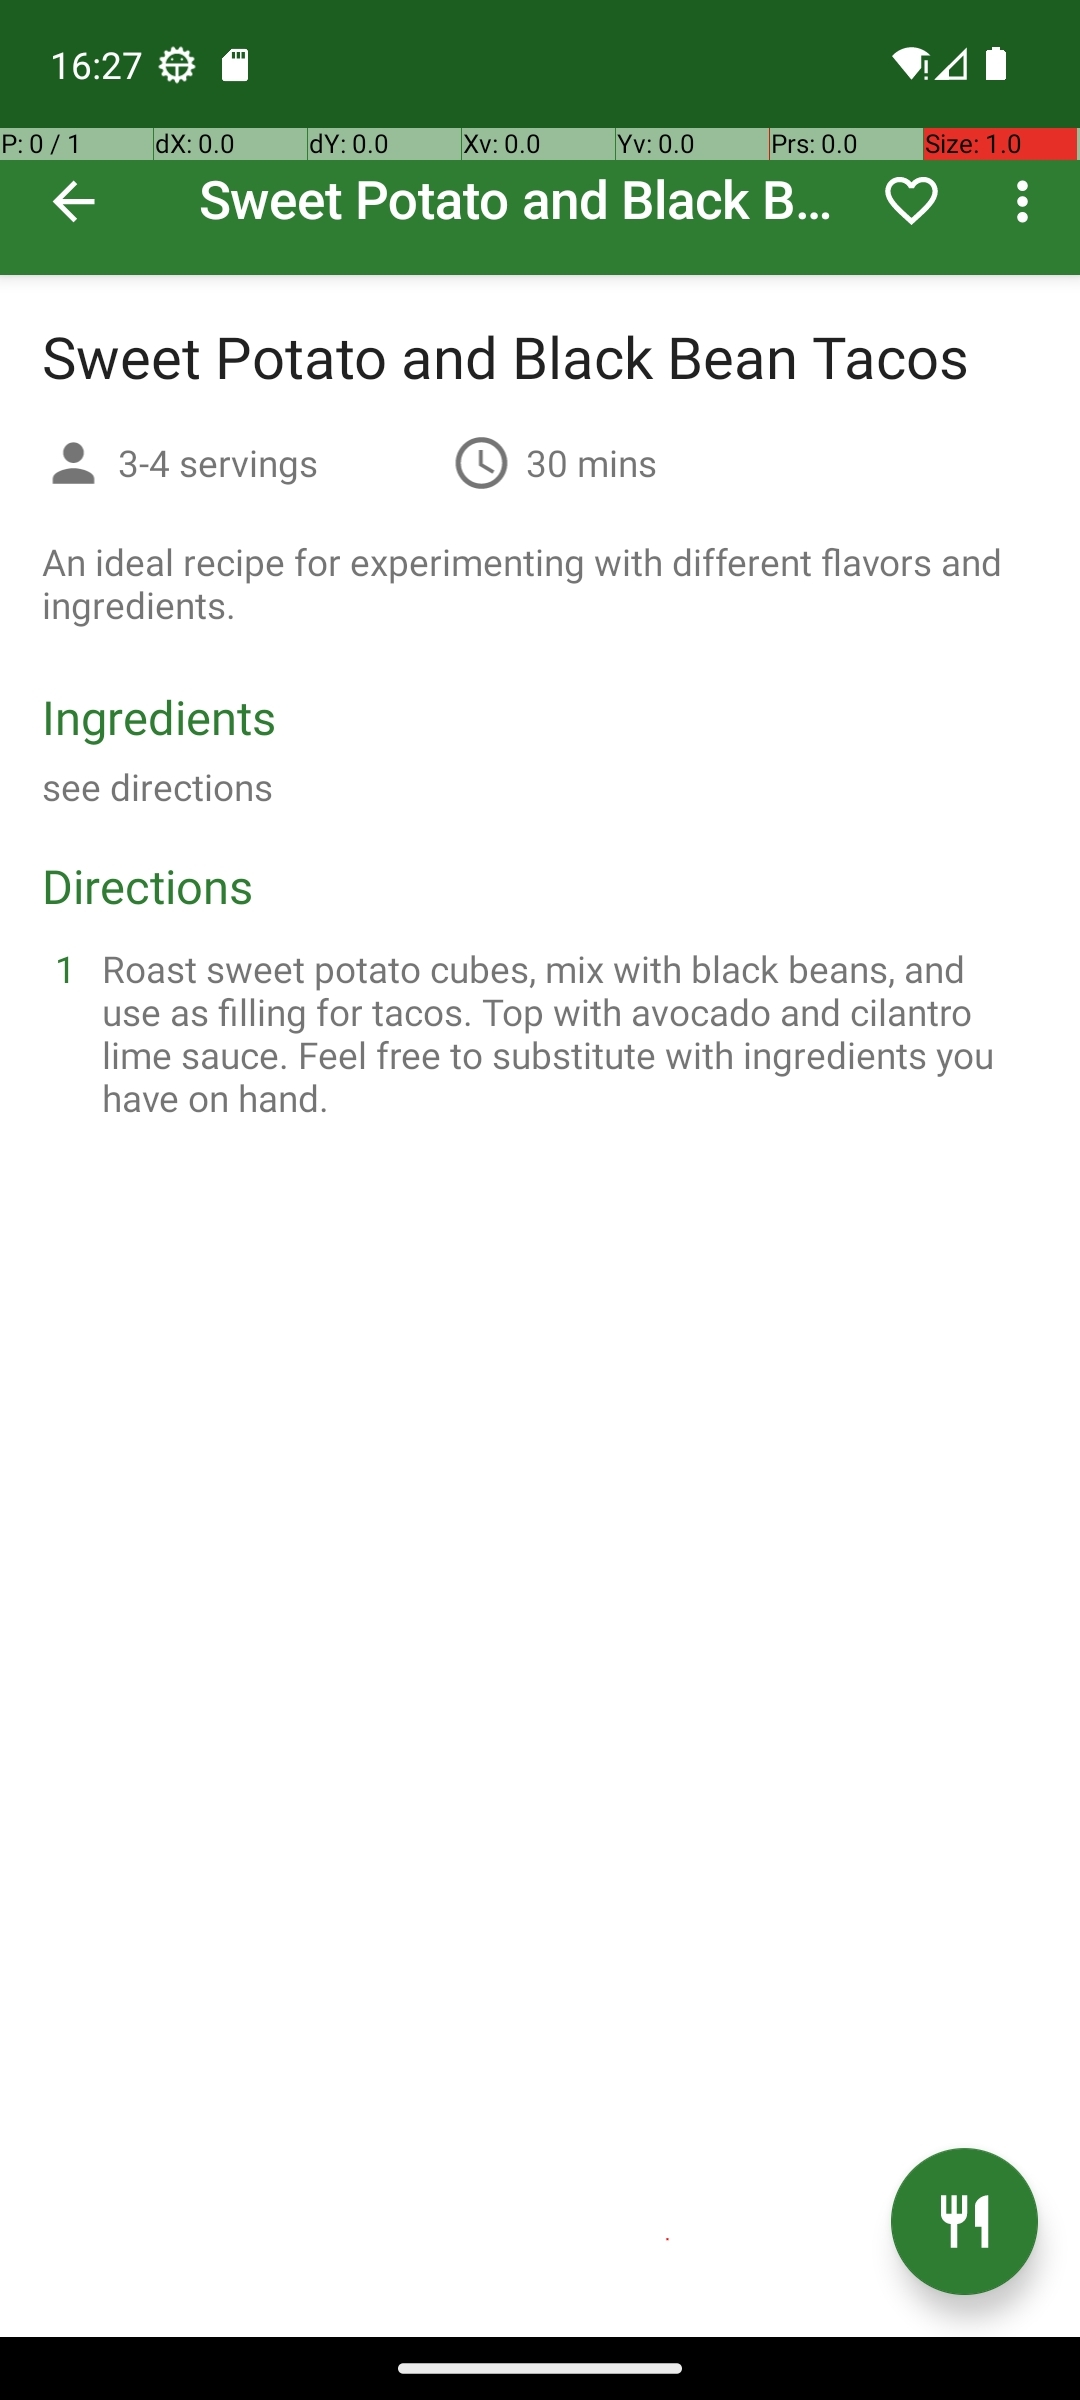 16:27
P: 0 / 1 dX: 0.0 dY: 0.0 Xv: 0.0 Yv: 0.0 Prs: 0.0 Size: 1.0
Sweet Potato and Black B...
Sweet Potato and Black Bean Tacos
3-4 servings 30 mins
An ideal recipe for experimenting with different flavors and
ingredients.
Ingredients
see directions
Directions
1 Roast sweet potato cubes, mix with black beans, and
use as filling for tacos. Top with avocado and cilantro
lime sauce. Feel free to substitute with ingredients you
have on hand.